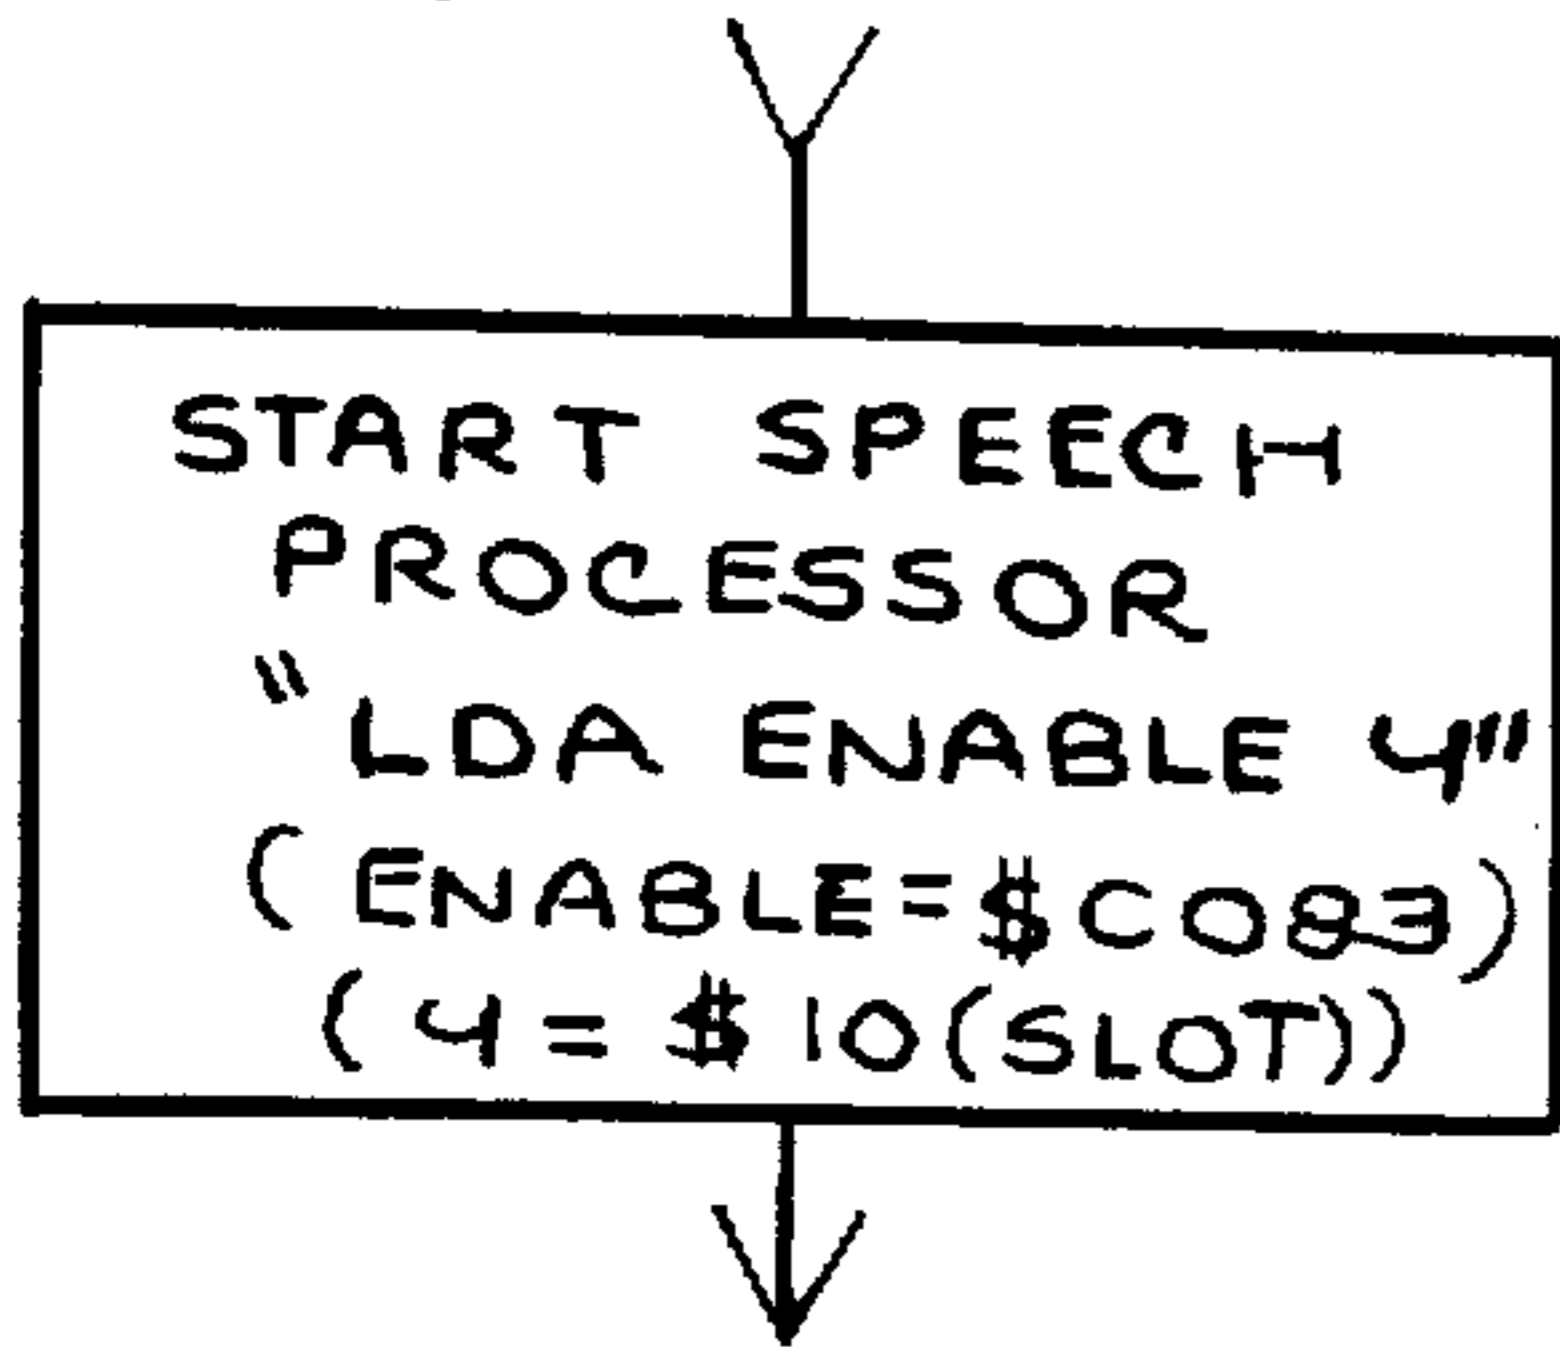 START SPEECH
PROCESSOR
"LDA ENABLE 4"
(ENABLE=$C083)
(4=$10(SLOT))